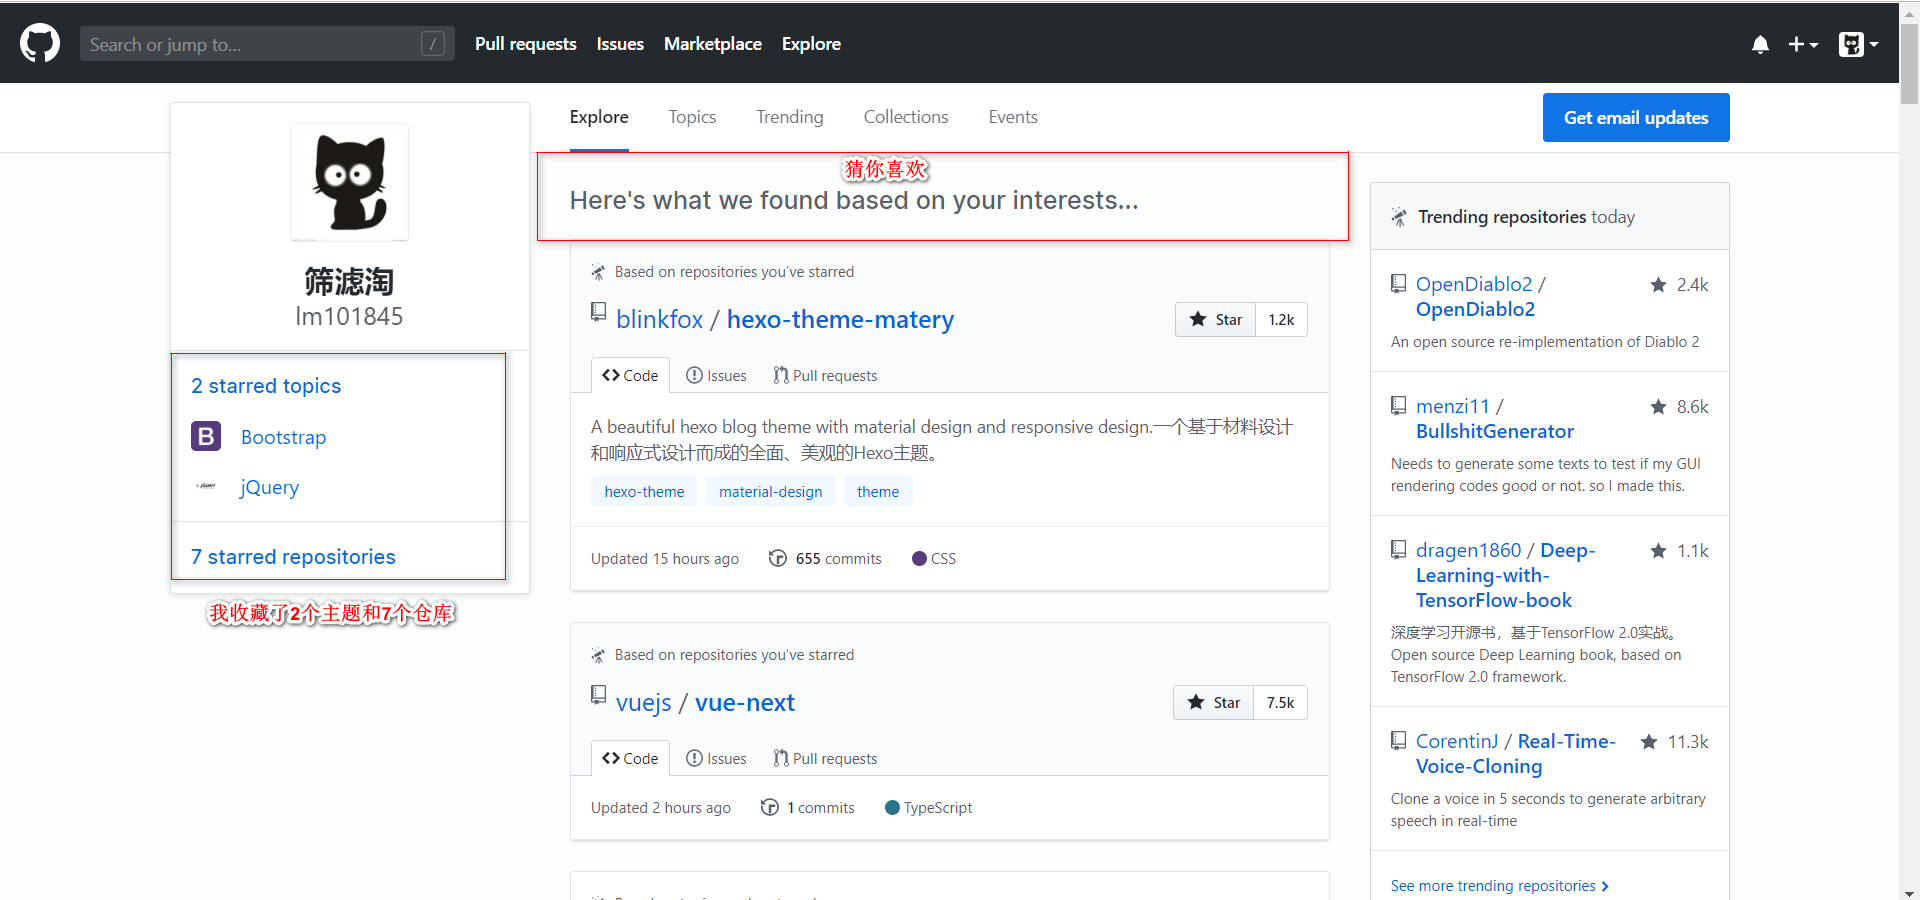 Search or jump to...
/
Pull requests
Issues
Marketplace
Explore
Explore
Topics
Trending
Collections
Events
Get email updates
筛滤淘
lm101845
2 starred topics
B
Bootstrap
jQuery
jQuery
7 starred repositories
我收藏了2个主题和7个仓库
猜你喜欢
Here's what we found based on your interests...
Based on repositories you've starred
blinkfox / hexo-theme-matery
Star
1.2k
Code
Issues
Pull requests
A beautiful hexo blog theme with material design and responsive design.一个基于材料设计
和响应式设计而成的全面、美观的Hexo主题。
hexo-theme
material-design
theme
Updated 15 hours ago
655 commits
CSS
Based on repositories you've starred
vuejs / vue-next
Star
7.5k
Code
Issues
Pull requests
Updated 2 hours ago
1 commits
TypeScript
Trending repositories today
OpenDiablo2 /
OpenDiablo2
2.4k
An open source re-implementation of Diablo 2
menzi11 /
BullshitGenerator
8.6k
Needs to generate some texts to test if my GUI
rendering codes good or not. so I made this.
dragen1860 / Deep-
Learning-with-
TensorFlow-book
1.1k
深度学习开源书，基于TensorFlow 2.0实战。
Open source Deep Learning book, based on
TensorFlow 2.0 framework.
CorentinJ / Real-Time-
Voice-Cloning
11.3k
Clone a voice in 5 seconds to generate arbitrary
speech in real-time
See more trending repositories